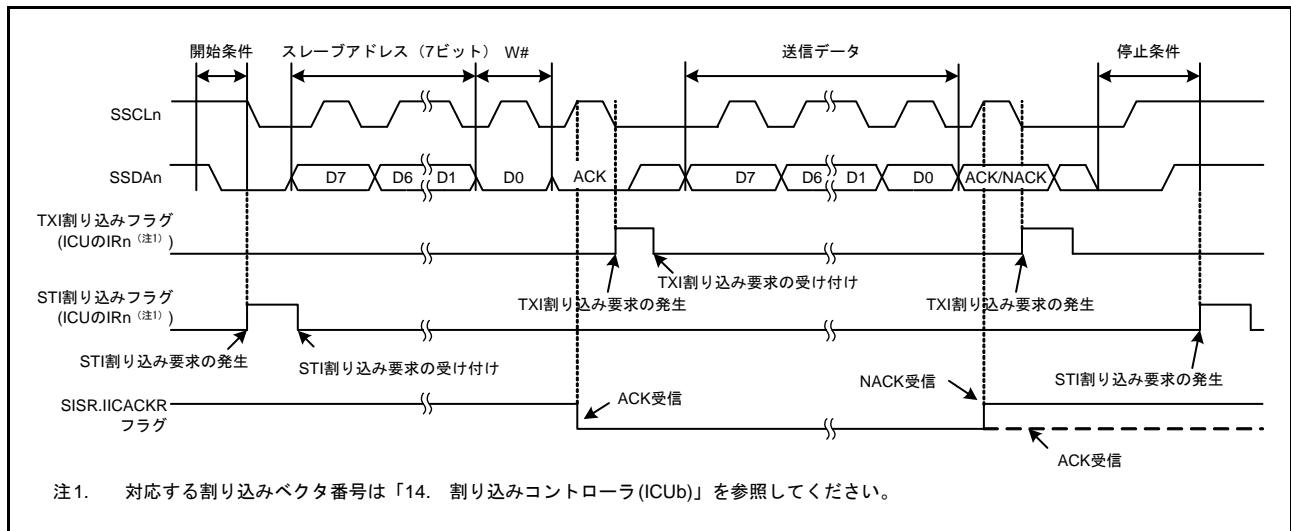 開始条件 スレーブアドレス（7ビット） W# 送信データ 停止条件
SSCLn
SSDAn D7 D6 D1 D0 ACK D7 D6 D1 D0 ACK/NACK
TXI割り込みフラグ
(ICUのIRn（注1）)
TXI割り込み要求の受け付け
TXI割り込み要求の発生 TXI割り込み要求の発生
STI割り込みフラグ
(ICUのIRn（注1）)
STI割り込み要求の発生 STI割り込み要求の受け付け STI割り込み要求の発生
NACK受信
SISR.IICACKR
フラグ
ACK受信
ACK受信
注1. 対応する割り込みベクタ番号は「14. 割り込みコントローラ(ICUb)」を参照してください。